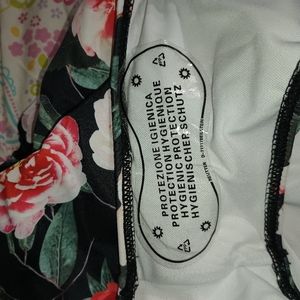 PROTEZIONE IGIENICA
PROTECTION HYGIENIQUE
HYGIENIC PROTECTION
HYGIENISCHER SCHUTZ